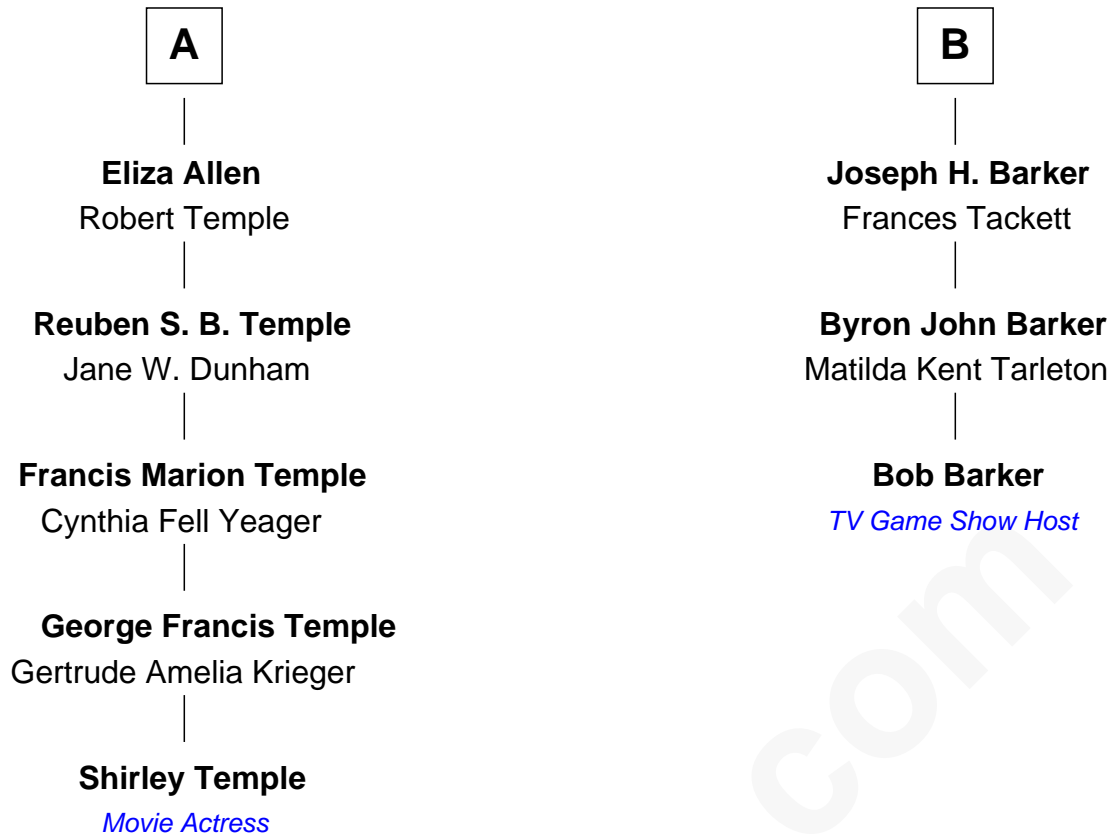 A
Eliza Allen
Robert Temple
Reuben S. B. Temple
Jane W. Dunham
Francis Marion Temple
Cynthia Fell Yeager
George Francis Temple
Gertrude Amelia Krieger
Shirley Temple
Movie Actress
B
Joseph H. Barker
Frances Tackett
Byron John Barker
Matilda Kent Tarleton
Bob Barker
TV Game Show Host
com